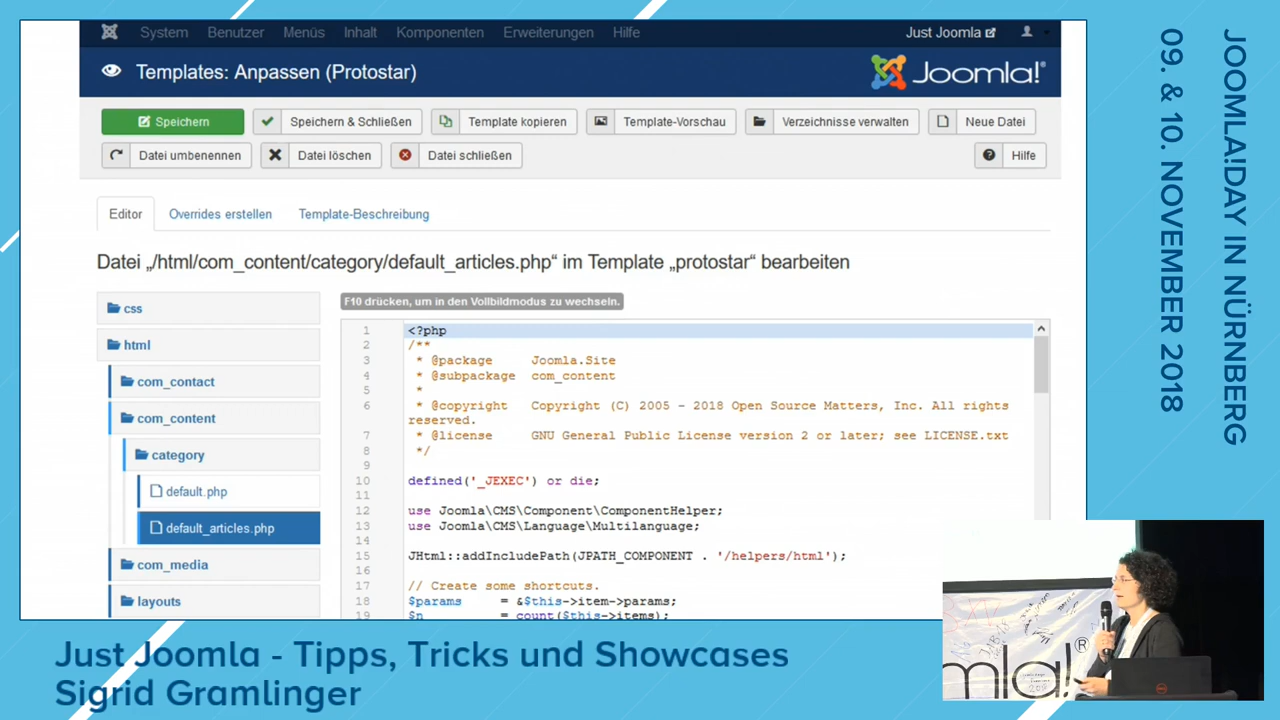 System Benutzer Menüs Inhalt Komponenten Erweiterungen Hilfe Just Joomla
Templates: Anpassen (Protostar) Joomla!®
Speichern Speichern & Schließen Template kopieren Template-Vorschau Verzeichnisse verwalten Neue Datei
Datei umbenennen Datei löschen Datei schließen Hilfe
Editor Overrides erstellen Template-Beschreibung
Datei „/html/com_content/category/default_articles.php“ im Template „protostar“ bearbeiten
css
html
com_contact
com_content
category
default.php
default_articles.php
com_media
layouts
F10 drücken, um in den Vollbildmodus zu wechseln.
1 <?php
2 /**
3 * @package Joomla.Site
4 * @subpackage com_content
5 *
6 * @copyright Copyright (C) 2005 - 2018 Open Source Matters, Inc. All rights
reserved.
7 * @license GNU General Public License version 2 or later; see LICENSE.txt
8 */
9
10 defined('_JEXEC') or die;
11
12 use Joomla\CMS\Component\ComponentHelper;
13 use Joomla\CMS\Language\Multilanguage;
14
15 JHtml::addIncludePath(JPATH_COMPONENT . '/helpers/html');
16
17 // Create some shortcuts.
18 $params = &$this->item->params;
19 $n = count($this->items);
JOOMLA!DAY IN NÜRNBERG
09. & 10. NOVEMBER 2018
mla!®
Just Joomla - Tipps, Tricks und Showcases
Sigrid Gramlinger